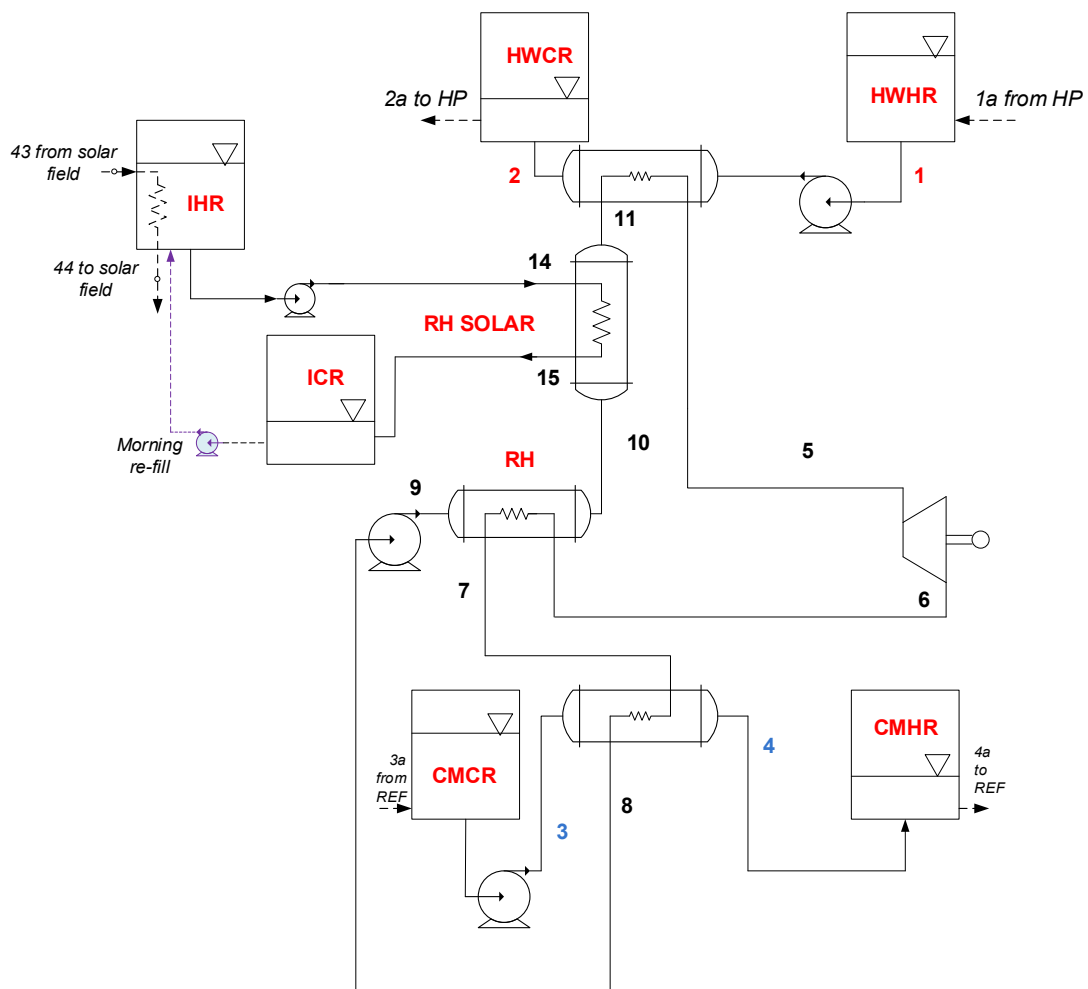 HWCR
HWHR
2a to HP
1a from HP
43 from solar
field
IHR
2
1
11
44 to solar
field
14
RH SOLAR
15
ICR
Morning
re-fill
10
RH
5
9
7
6
CMCR
3a
from
REF
4
CMHR
4a
to
REF
8
3